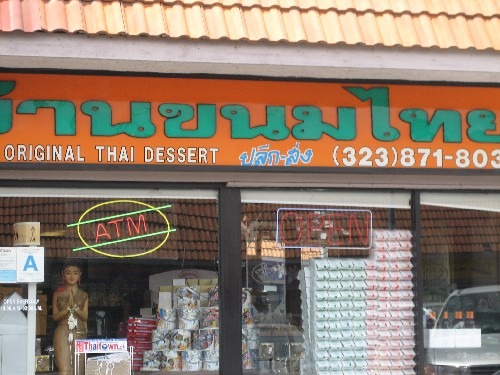 บ้านขนมไทย
ORIGINAL THAI DESSERT ปลีก-ส่ง (323)871-803
ATM
OPEN
A
Thaitown